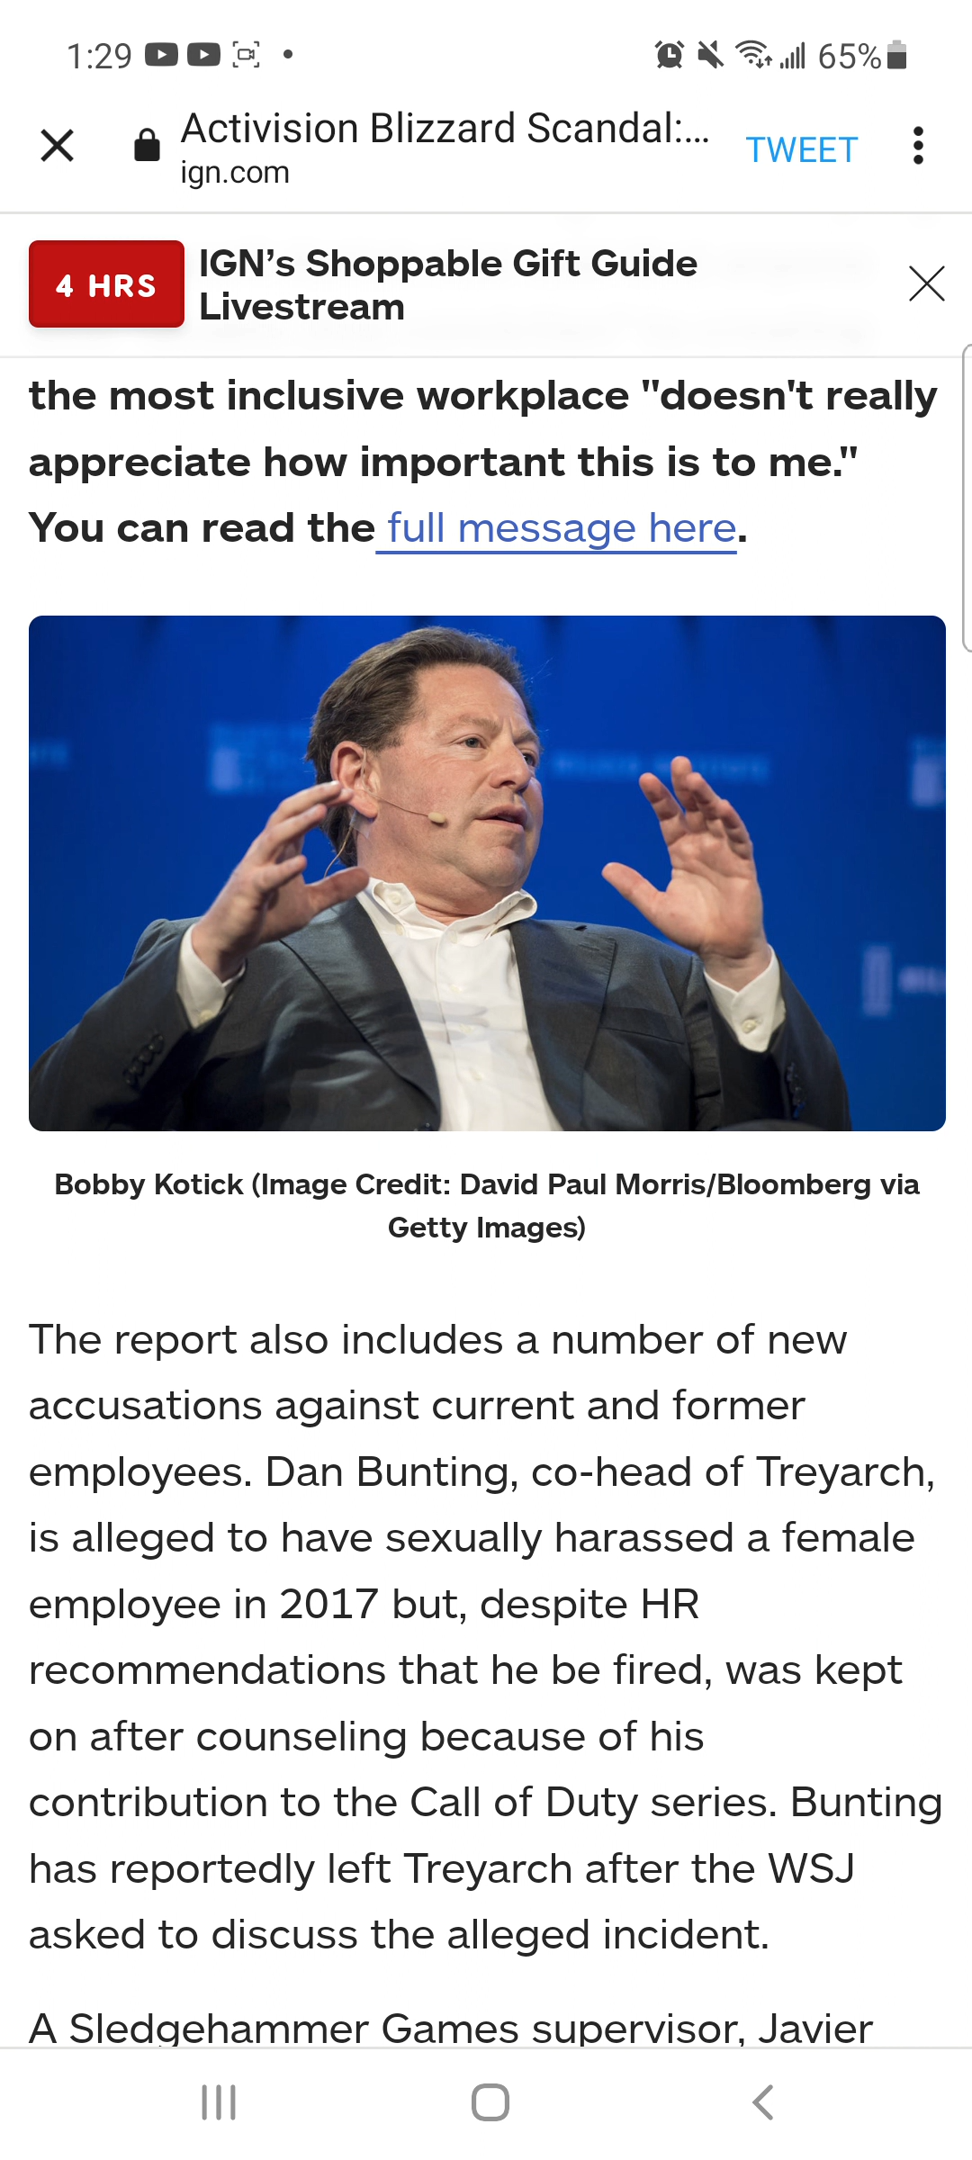 1:29
65%
Activision Blizzard Scandal:...
ign.com
TWEET
4 HRS
IGN’s Shoppable Gift Guide
Livestream
the most inclusive workplace "doesn't really
appreciate how important this is to me."
You can read the full message here.
Bobby Kotick (Image Credit: David Paul Morris/Bloomberg via
Getty Images)
The report also includes a number of new
accusations against current and former
employees. Dan Bunting, co-head of Treyarch,
is alleged to have sexually harassed a female
employee in 2017 but, despite HR
recommendations that he be fired, was kept
on after counseling because of his
contribution to the Call of Duty series. Bunting
has reportedly left Treyarch after the WSJ
asked to discuss the alleged incident.
A Sledgehammer Games supervisor, Javier